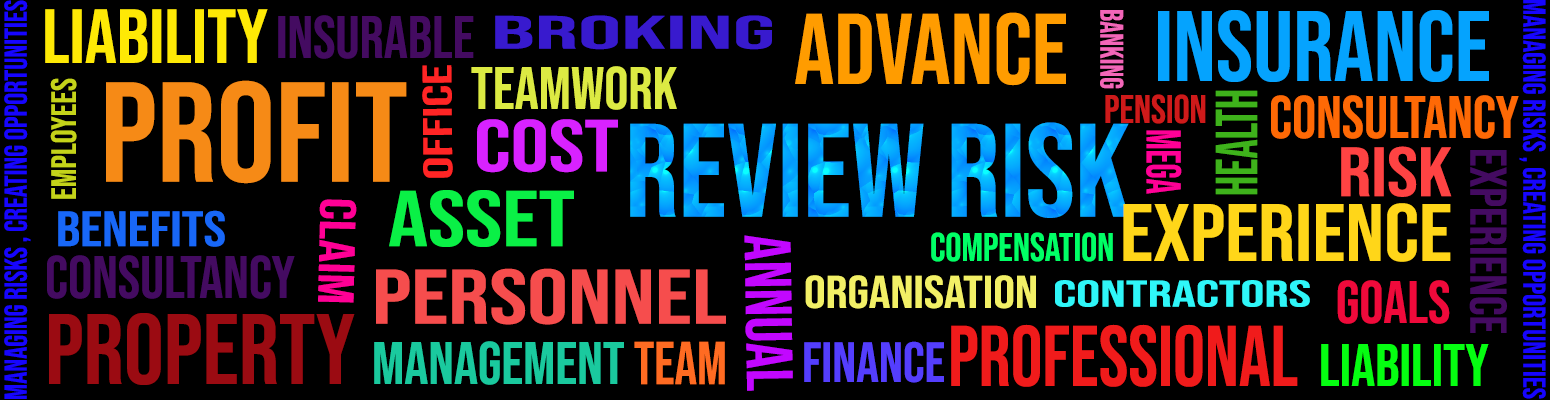 MANAGING RISKS , CREATING OPPORTUNITIES
LIABILITY
INSURABLE
BROKING
ADVANCE
BANKING
INSURANCE
EMPLOYEES
PROFIT
OFFICE
TEAMWORK
COST
REVIEW RISK
PENSION
MEGA
HEALTH
CONSULTANCY
RISK
EXPERIENCE
BENEFITS
CLAIM
ASSET
COMPENSATION
EXPERIENCE
CONSULTANCY
PERSONNEL
ANNUAL
ORGANISATION
CONTRACTORS
GOALS
PROPERTY
MANAGEMENT
TEAM
FINANCE
PROFESSIONAL
LIABILITY
MANAGING RISKS , CREATING OPPORTUNITIES